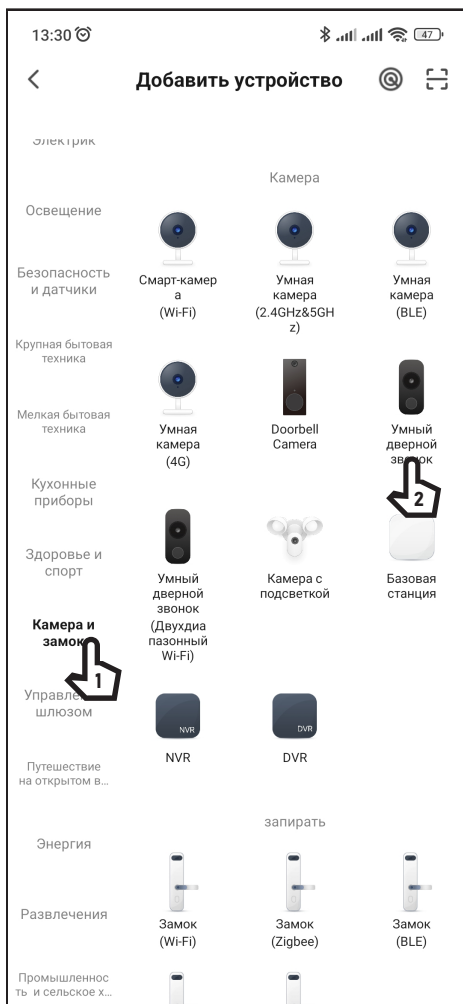 13:30
47
Добавить устройство
Электрик
Освещение
Безопасность
и датчики
Крупная бытовая
техника
Мелкая бытовая
техника
Кухонные
приборы
Здоровье и
спорт
Камера и
замок
1
Управле
шлюзом
Путешествие
на открытом в...
Энергия
Развлечения
Промышленнос
ть и сельское х...
Камера
Смарт-камер
а
(Wi-Fi)
Умная
камера
(2.4GHz&5GH
z)
Умная
камера
(BLE)
Умная
камера
(4G)
Doorbell
Camera
Умный
дверной
звонок
2
Умный
дверной
звонок
(Двухдиа
пазонный
Wi-Fi)
Камера с
подсветкой
Базовая
станция
NVR
NVR
DVR
DVR
запирать
Замок
(Wi-Fi)
Замок
(Zigbee)
Замок
(BLE)